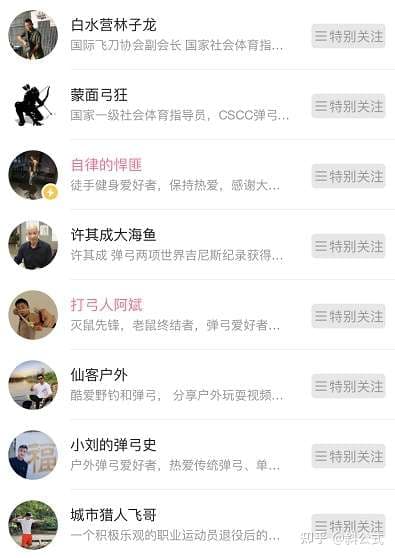 白水营林子龙
国际飞刀协会副会长 国家社会体育指...
特别关注
蒙面弓狂
国家一级社会体育指导员，CSCC弹弓...
特别关注
自律的悍匪
徒手健身爱好者，保持热爱，感谢大...
特别关注
许其成大海鱼
许其成 弹弓两项世界吉尼斯纪录获得...
特别关注
打弓人阿斌
灭鼠先锋，老鼠终结者，弹弓爱好者...
特别关注
仙客户外
酷爱野钓和弹弓， 分享户外玩耍视频...
特别关注
小刘的弹弓史
户外弹弓爱好者，热爱传统弹弓、单...
特别关注
福
城市猎人飞哥
一个积极乐观的职业运动员退役后的...
特别关注
知乎 @斜公式